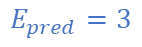 E_pred = 3